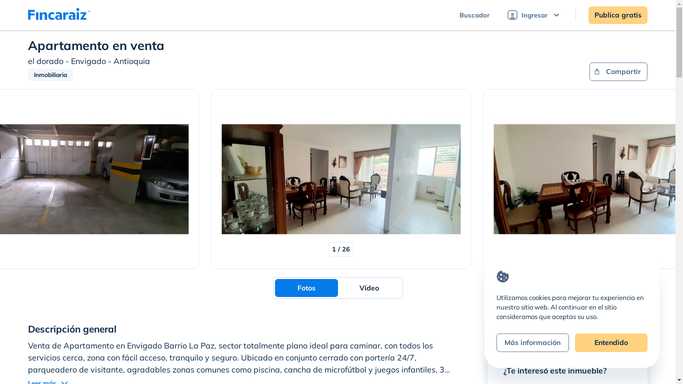 Fincaraiz
Buscador
Ingresar
Publica gratis
Apartamento en venta
el dorado - Envigado - Antioquia
Inmobiliaria
Compartir
1 / 26
Fotos
Video
Descripción general
Venta de Apartamento en Envigado Barrio La Paz, sector totalmente plano ideal para caminar, con todos los
servicios cerca, zona con fácil acceso, tranquilo y seguro. Ubicado en conjunto cerrado con portería 24/7,
parqueadero de visitante, agradables zonas comunes como piscina, cancha de microfútbol y juegos infantiles, 3...
Leer más
Utilizamos cookies para mejorar tu experiencia en
nuestro sitio web. Al continuar en el sitio
consideramos que aceptas su uso.
Más información
Entendido
¿Te interesó este inmueble?